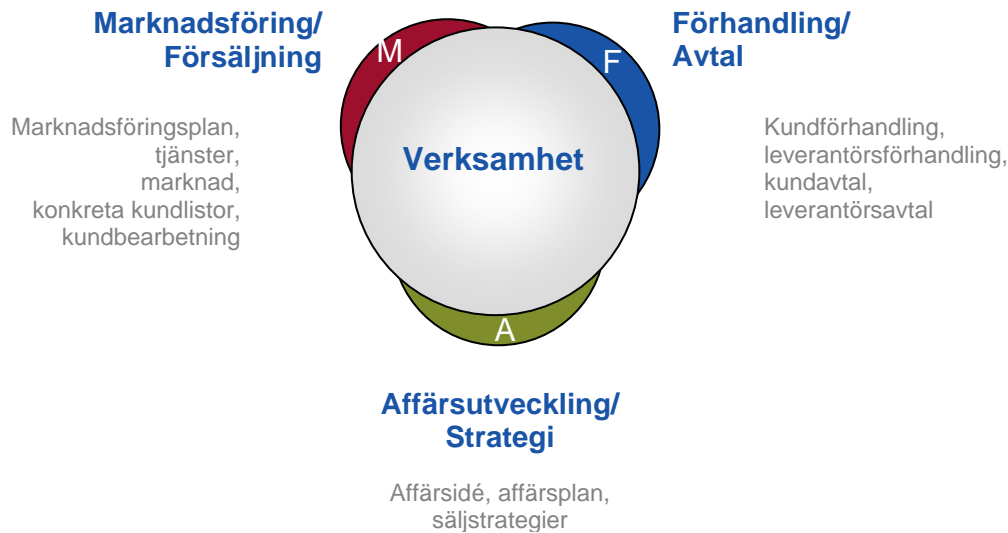 Marknadsföring/
Försäljning
Marknadsföringsplan,
tjänster,
marknad,
konkreta kundlistor,
kundbearbetning
M
F
Verksamhet
A
Förhandling/
Avtal
Kundförhandling,
leverantörsförhandling,
kundavtal,
leverantörsavtal
Affärsutveckling/
Strategi
Affärsidé, affärsplan,
säljstrategier